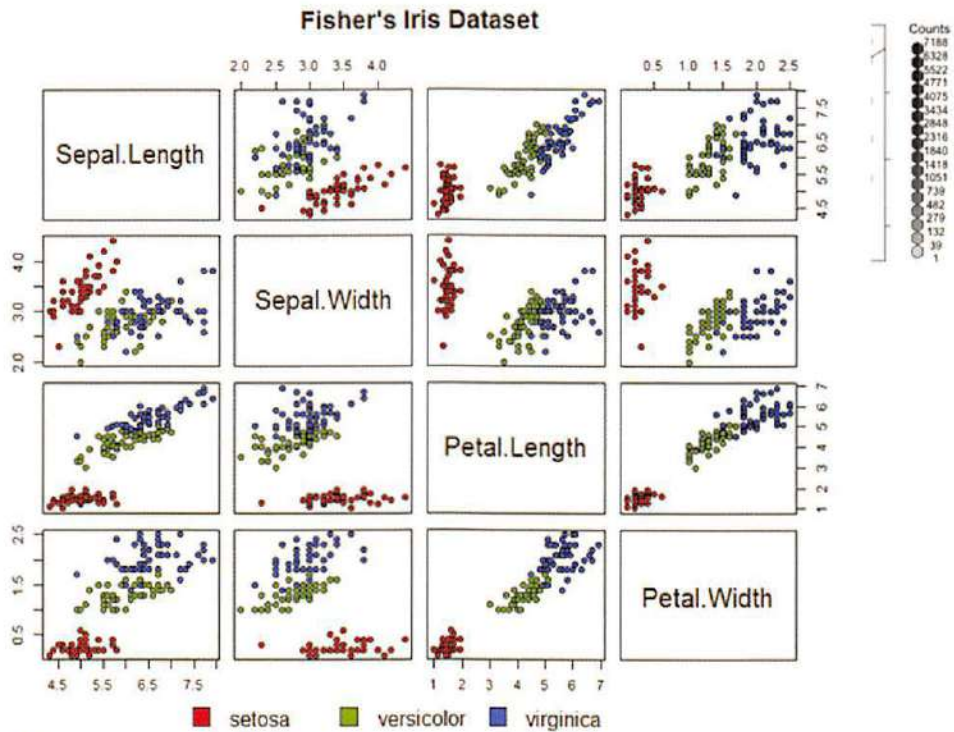 Fisher's Iris Dataset
Counts
7188
6328
5522
4771
4075
3434
2848
2316
1840
1418
1051
739
482
279
132
39
1
2.0 2.5 3.0 3.5 4.0
0.5 1.0 1.5 2.0 2.5
Sepal.Length
4.5 5.5 6.5 7.5
2.0 3.0 4.0
Sepal.Width
Petal.Length
1 2 3 4 5 6 7
0.5 1.5 2.5
Petal.Width
4.5 5.5 6.5 7.5
1 2 3 4 5 6 7
setosa versicolor virginica